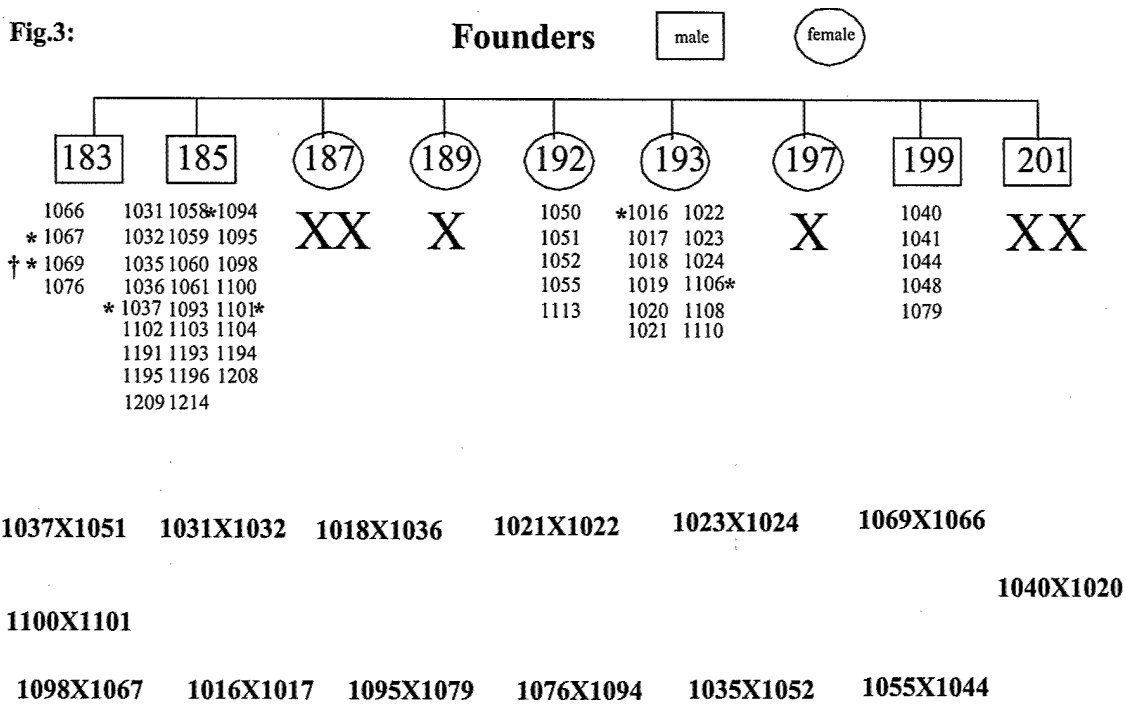 Fig.3:
Founders male female
183 185 187 189 192 193 197 199 201
XX X X XX
1066 1031 1058*1094 1050 *1016 1022 1040
* 1067 1032 1059 1095 1051 1017 1023 1041
† * 1069 1035 1060 1098 1052 1018 1024 1044
1076 1036 1061 1100 1055 1019 1106* 1048
* 1037 1093 1101* 1113 1020 1108 1079
1102 1103 1104 1021 1110
1191 1193 1194
1195 1196 1208
1209 1214
1037X1051 1031X1032 1018X1036 1021X1022 1023X1024 1069X1066
1040X1020
1100X1101
1098X1067 1016X1017 1095X1079 1076X1094 1035X1052 1055X1044